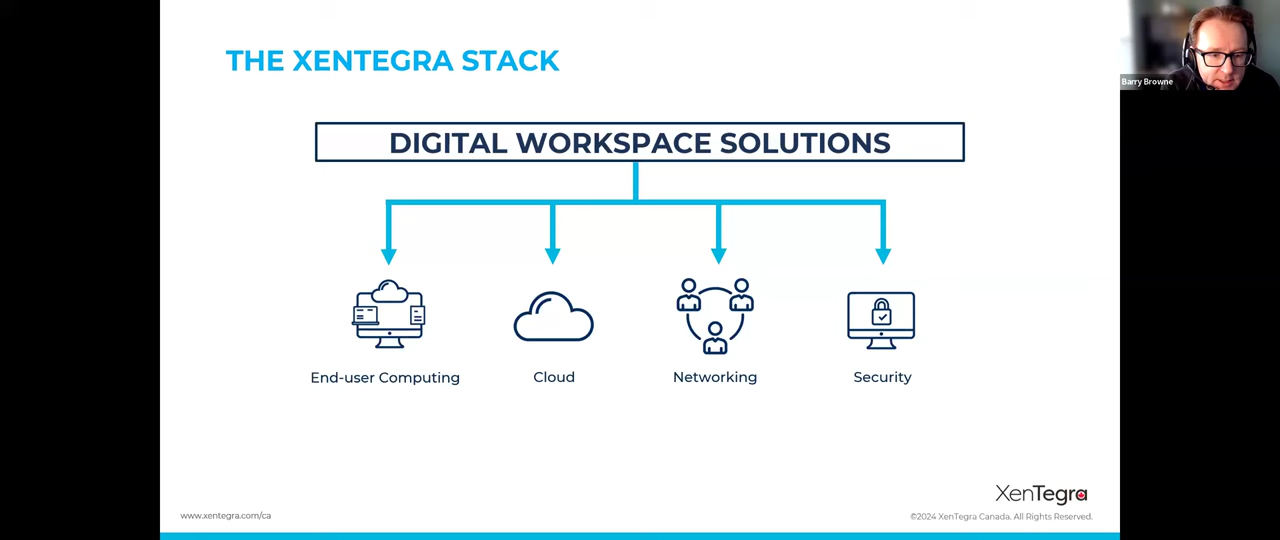 THE XENTEGRA STACK
Barry Browne
DIGITAL WORKSPACE SOLUTIONS
End-user Computing
Cloud
Networking
Security
XenTegra
www.xentegra.com/ca
©2024 XenTegra Canada. All Rights Reserved.